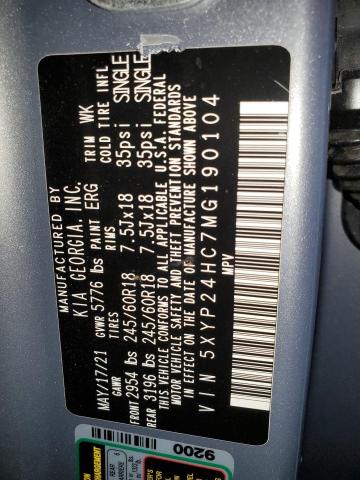 MANUFACTURED BY
KIA GEORGIA, INC.
MAY/17/21 GVWR 5776 lbs PAINT ERG TRIM WK
GAWR TIRES RIMS COLD TIRE INFL
FRONT 2954 lbs 245/60R18 7.5JX18 35psi SINGLE
REAR 3196 lbs 245/60R18 7.5JX18 35psi SINGLE
THIS VEHICLE CONFORMS TO ALL APPLICABLE U.S.A. FEDERAL
MOTOR VEHICLE SAFETY AND THEFT PREVENTION STANDARDS
IN EFFECT ON THE DATE OF MANUFACTURE SHOWN ABOVE
VIN 5XYP24HC7MG190104
MPV
9200
REAR